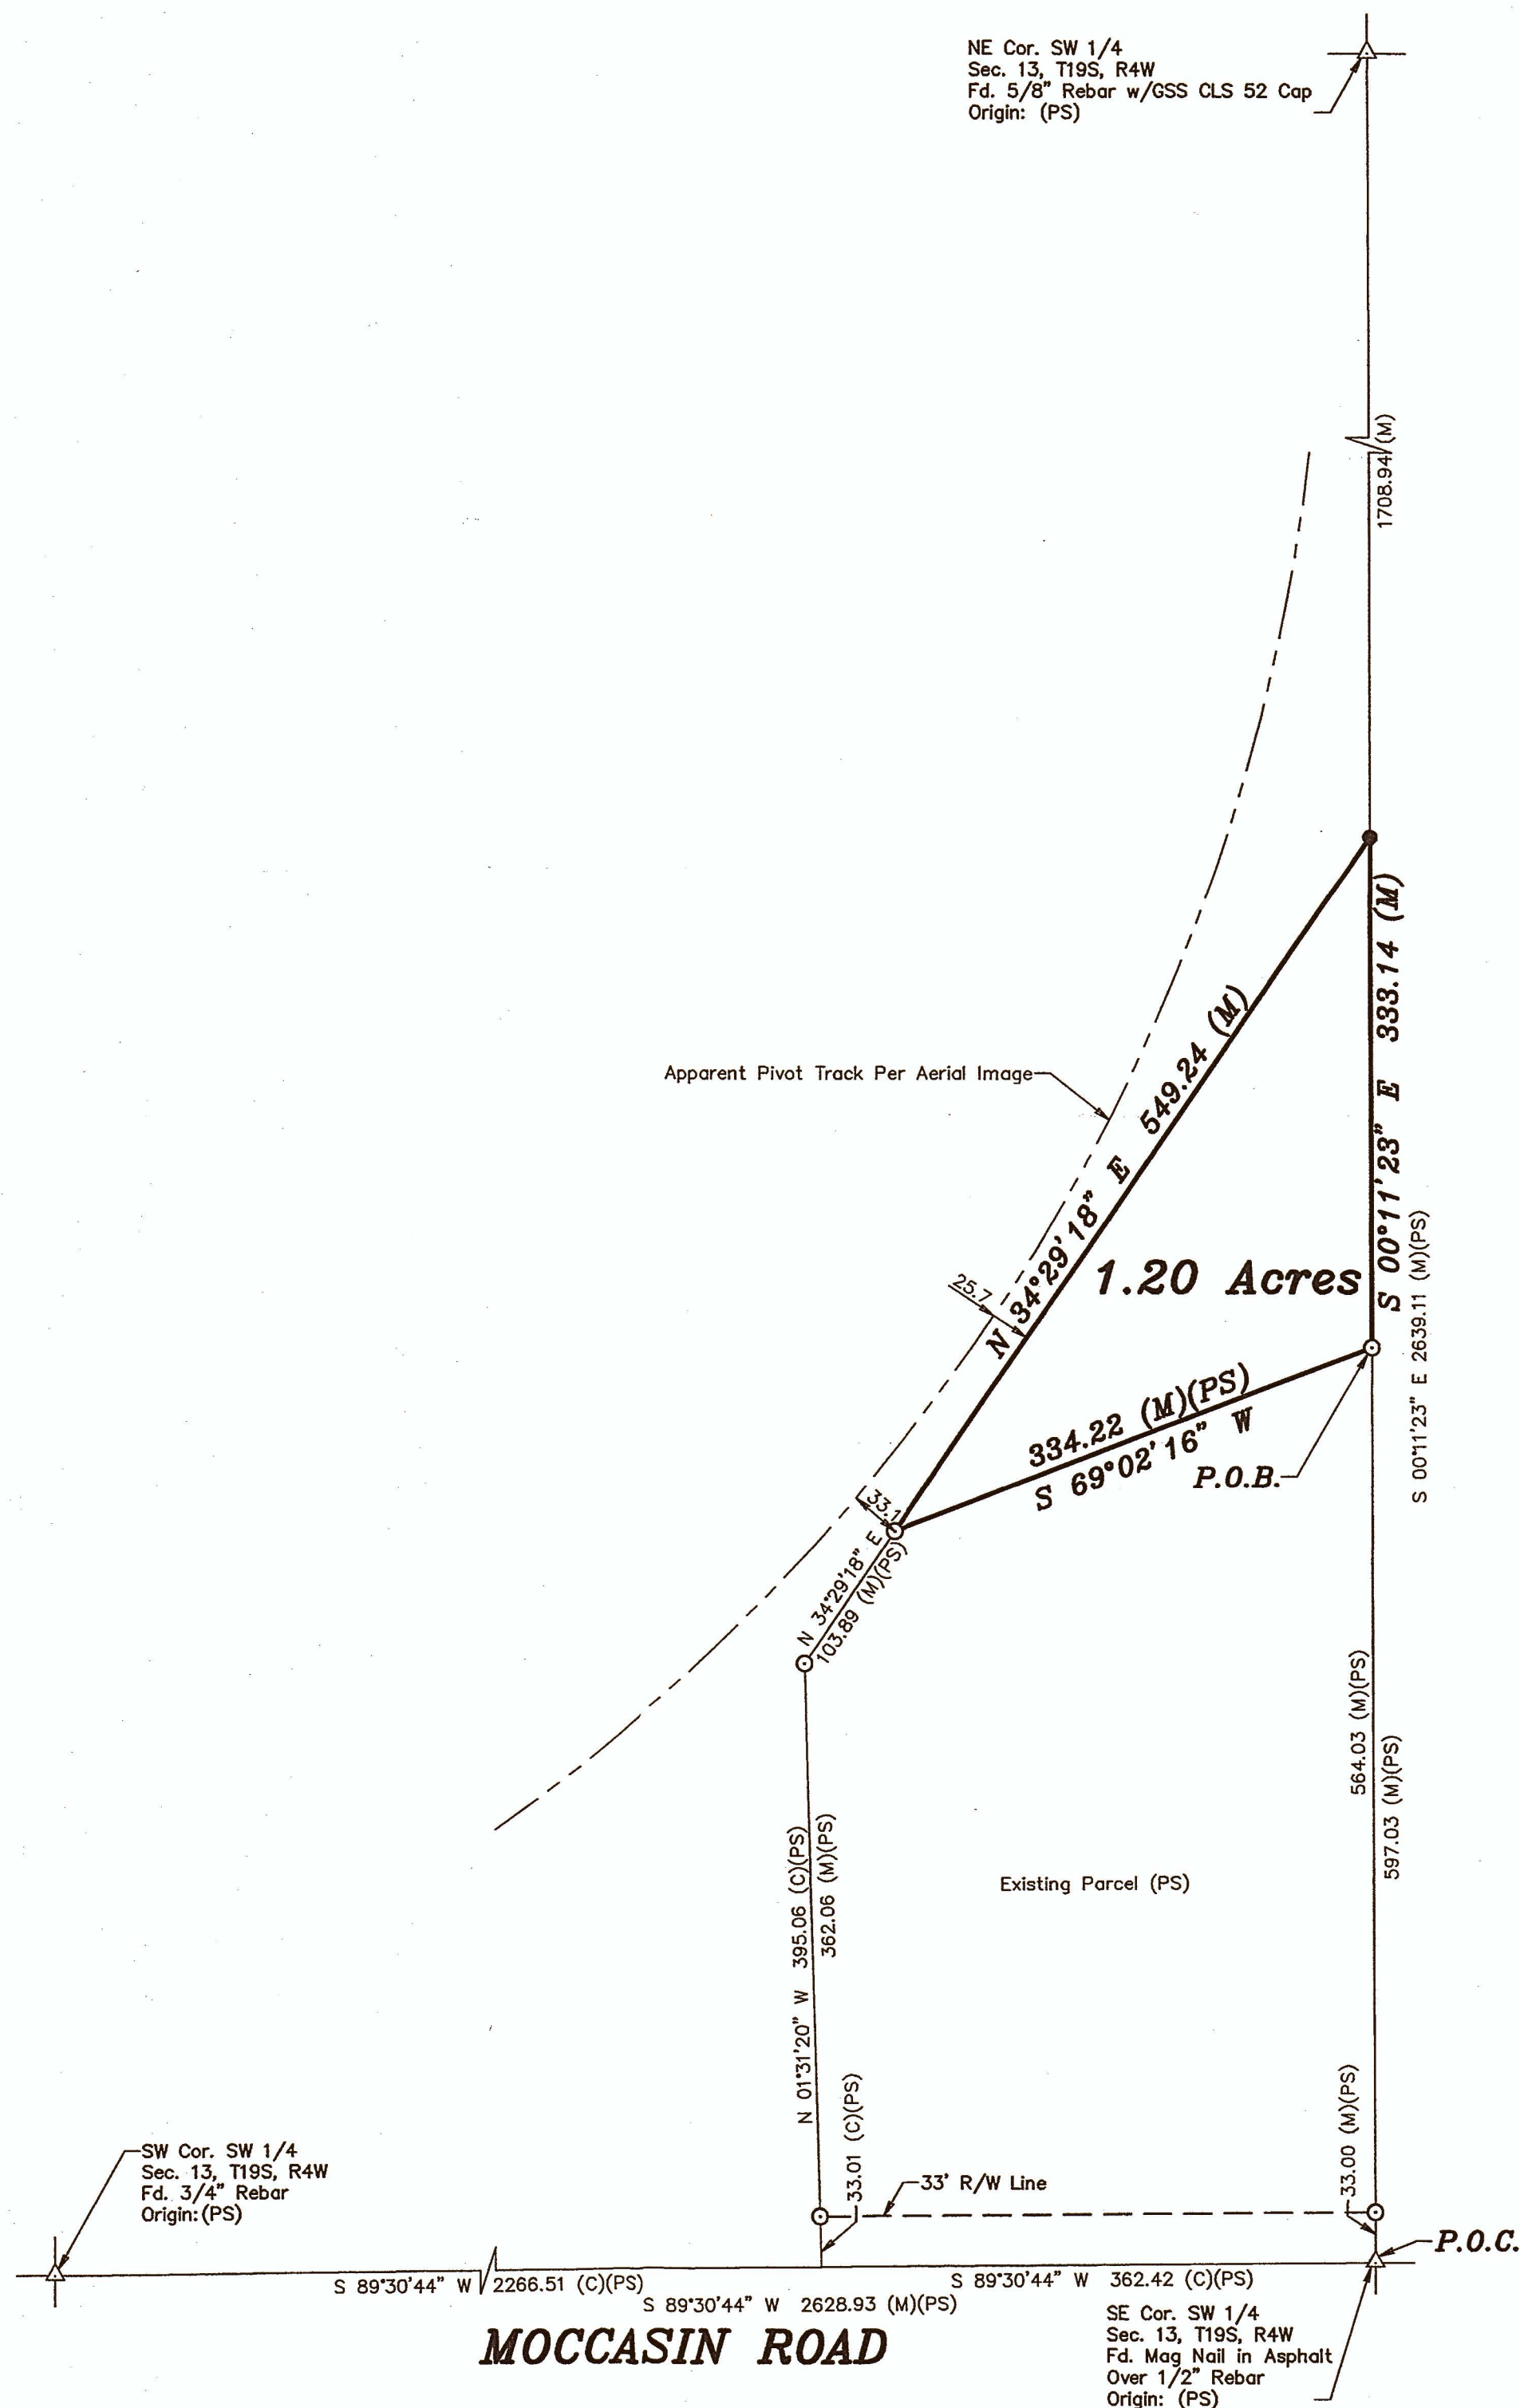 NE Cor. SW 1/4
Sec. 13, T19S, R4W
Fd. 5/8" Rebar w/GSS CLS 52 Cap
Origin: (PS)
1708.94 (M)
S 00°11'23" E 333.14 (M)
Apparent Pivot Track Per Aerial Image
N 34°29'18" E 549.24 (M)
1.20 Acres
25.7
S 00°11'23" E 2639.11 (M)(PS)
334.22 (M)(PS)
S 69°02'16" W
P.O.B.
33.1
N 34°29'18" E
103.89 (M)(PS)
564.03 (M)(PS)
597.03 (M)(PS)
N 01°31'20" W 395.06 (C)(PS)
362.06 (M)(PS)
Existing Parcel (PS)
33.01 (C)(PS)
33' R/W Line
33.00 (M)(PS)
SW Cor. SW 1/4
Sec. 13, T19S, R4W
Fd. 3/4" Rebar
Origin: (PS)
P.O.C.
S 89°30'44" W 2266.51 (C)(PS)
S 89°30'44" W 362.42 (C)(PS)
S 89°30'44" W 2628.93 (M)(PS)
MOCCASIN ROAD
SE Cor. SW 1/4
Sec. 13, T19S, R4W
Fd. Mag Nail in Asphalt
Over 1/2" Rebar
Origin: (PS)